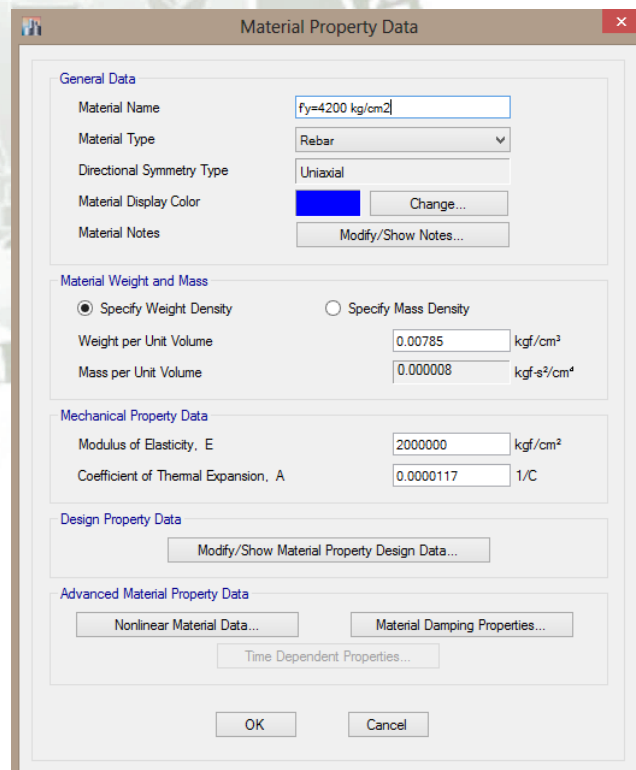 Material Property Data
General Data
Material Name f'y=4200 kg/cm2
Material Type Rebar
Directional Symmetry Type Uniaxial
Material Display Color Change...
Material Notes Modify/Show Notes...
Material Weight and Mass
Specify Weight Density Specify Mass Density
Weight per Unit Volume 0.00785 kgf/cm³
Mass per Unit Volume 0.000008 kgf-s²/cm⁴
Mechanical Property Data
Modulus of Elasticity, E 2000000 kgf/cm²
Coefficient of Thermal Expansion, A 0.0000117 1/C
Design Property Data
Modify/Show Material Property Design Data...
Advanced Material Property Data
Nonlinear Material Data... Material Damping Properties...
Time Dependent Properties...
OK Cancel